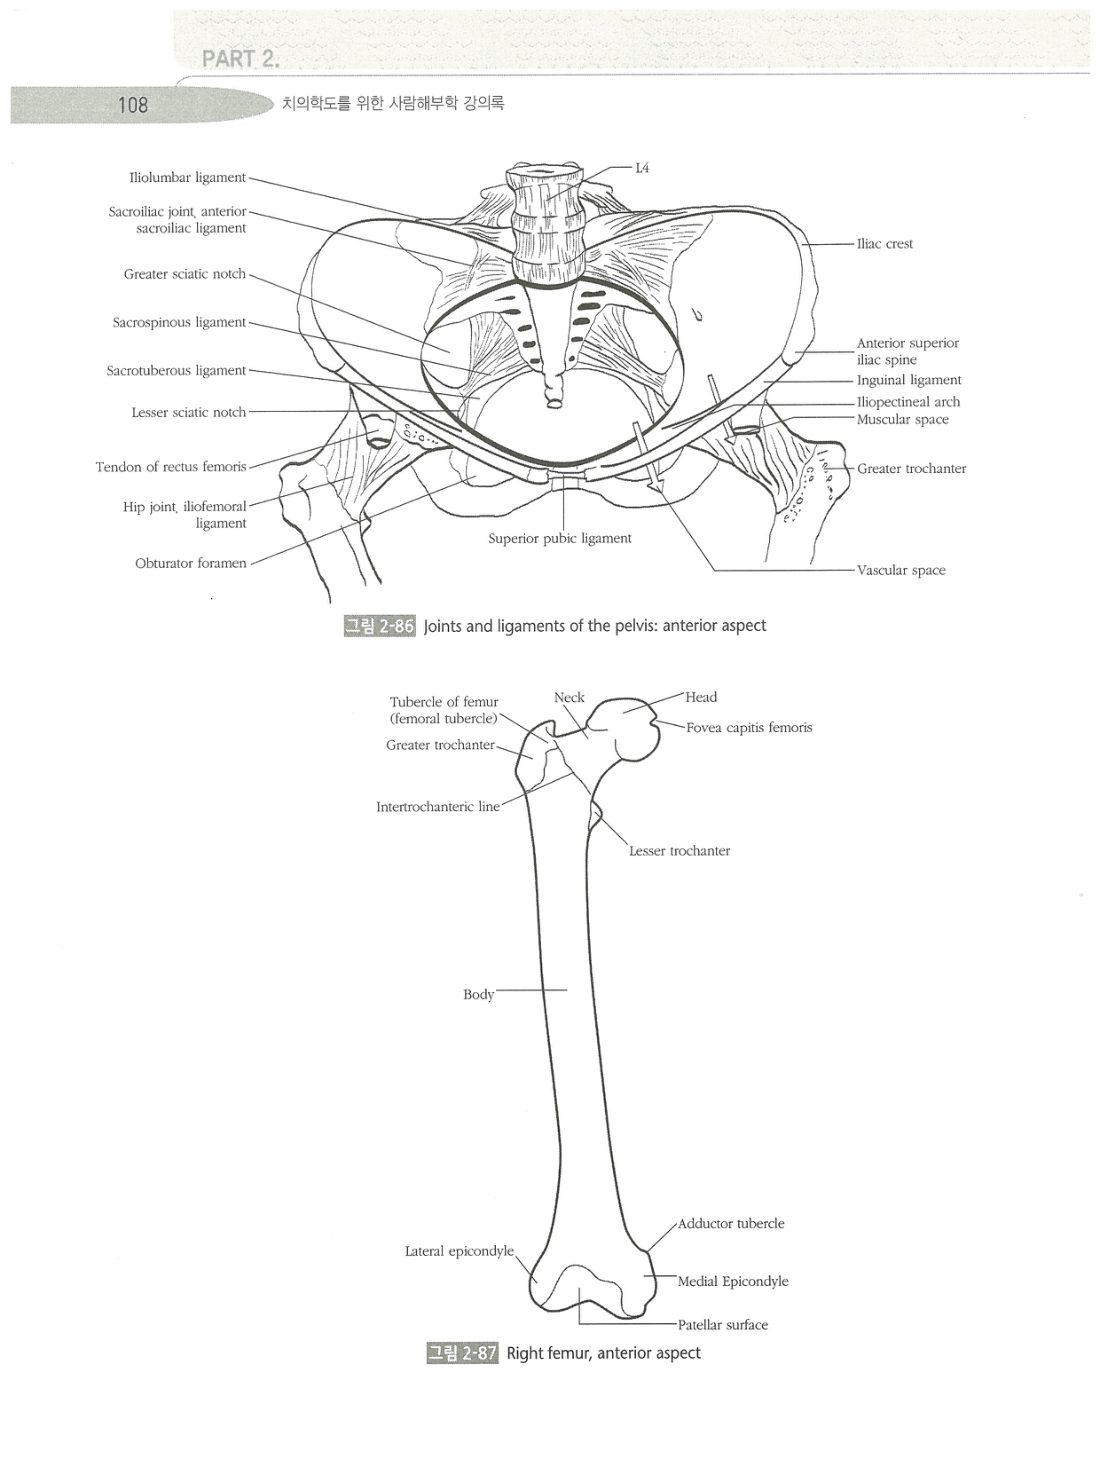 PART 2.
108
치의학도를 위한 사람해부학 강의록
Iliolumbar ligament
Sacroiliac joint, anterior
sacroiliac ligament
Greater sciatic notch
Sacrospinous ligament
Sacrotuberous ligament
Lesser sciatic notch
Tendon of rectus femoris
Hip joint, iliofemoral
ligament
Obturator foramen
L4
Iliac crest
Anterior superior
iliac spine
Inguinal ligament
Iliopectineal arch
Muscular space
Greater trochanter
Superior pubic ligament
Vascular space
그림 2-86 Joints and ligaments of the pelvis: anterior aspect
Tubercle of femur
(femoral tubercle)
Greater trochanter
Intertrochanteric line
Neck
Head
Fovea capitis femoris
Lesser trochanter
Body
Lateral epicondyle
Adductor tubercle
Medial Epicondyle
Patellar surface
그림 2-87 Right femur, anterior aspect